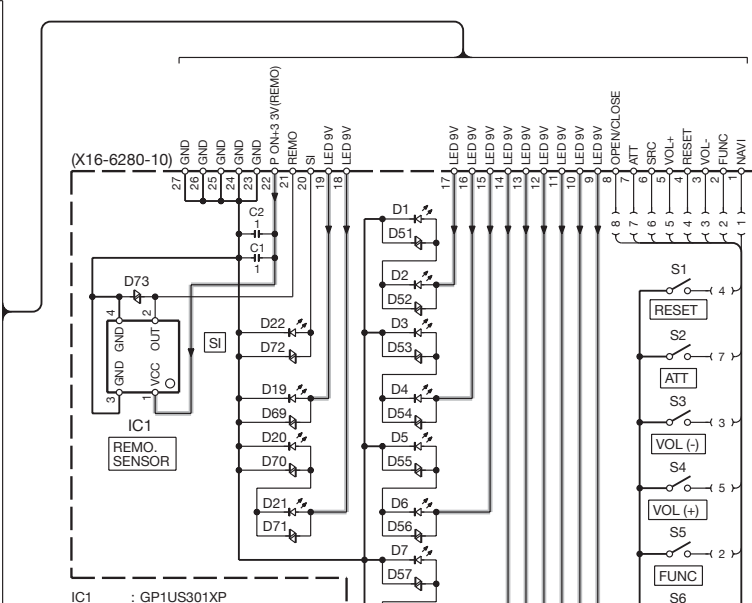 (X16-6280-10)
GND
GND
GND
GND
GND
P ON+3 3V(REMO)
REMO
SI
LED 9V
LED 9V
LED 9V
LED 9V
LED 9V
LED 9V
LED 9V
LED 9V
LED 9V
LED 9V
LED 9V
OPEN/CLOSE
ATT
SRC
VOL+
RESET
VOL-
FUNC
NAVI
27
26
25
24
23
22
21
20
19
18
17
16
15
14
13
12
11
10
9
8
7
6
5
4
3
2
1
8
7
6
5
4
3
2
1
C2
1
C1
1
D73
4
2
GND
OUT
GND
VCC
3
1
SI
IC1
REMO.
SENSOR
D22
D72
D19
D69
D20
D70
D21
D71
D1
D51
D2
D52
D3
D53
D4
D54
D5
D55
D6
D56
D7
D57
S1
4
RESET
S2
7
ATT
S3
3
VOL (-)
S4
5
VOL (+)
S5
2
FUNC
S6
IC1 : GP1US301XP